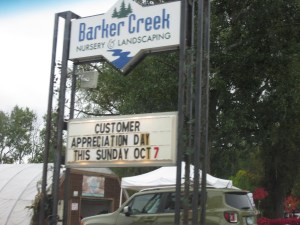 Barker Creek
NURSERY & LANDSCAPING
CUSTOMER
APPRECIATION DAY
THIS SUNDAY OCT 7